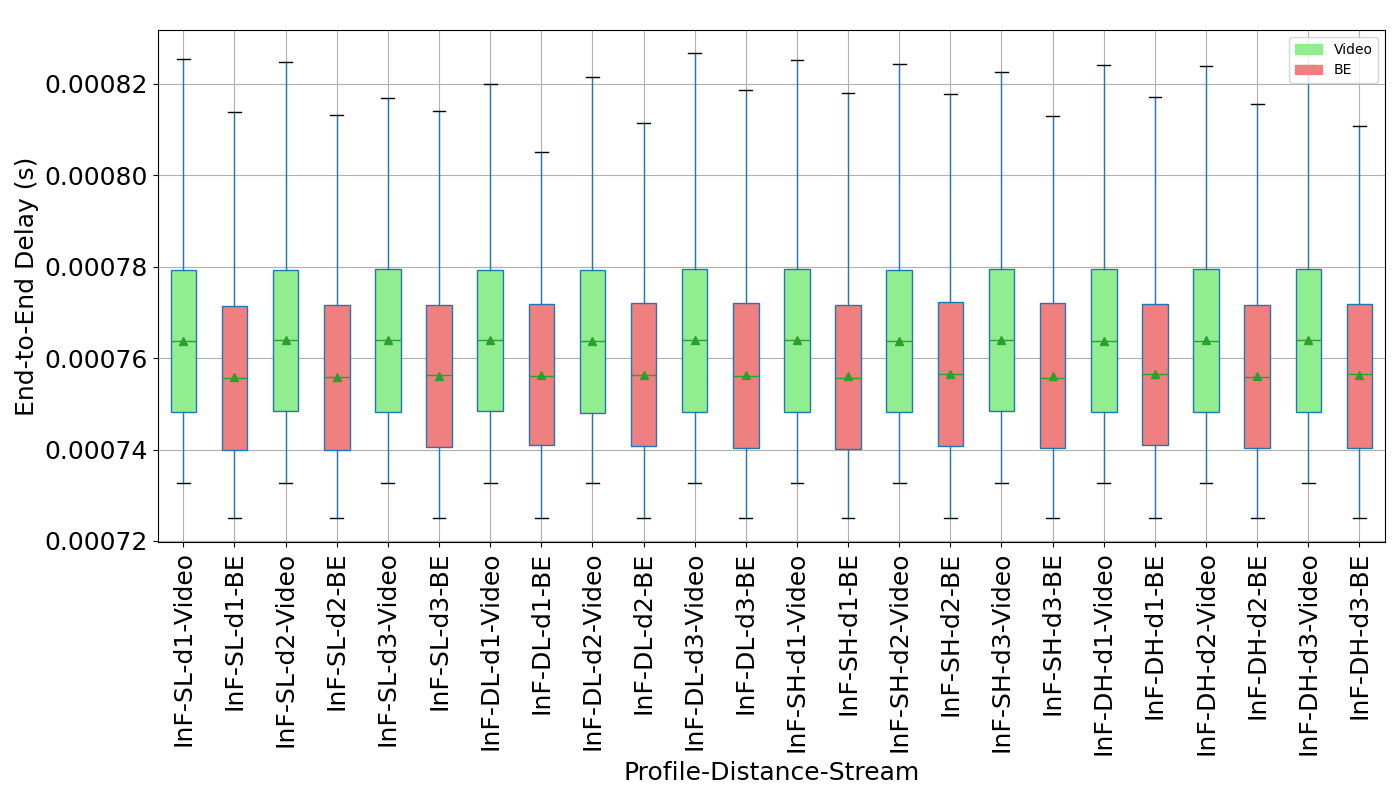 Video
BE
0.00082
0.00080
0.00078
0.00076
0.00074
0.00072
End-to-End Delay (s)
InF-SL-d1-Video
InF-SL-d1-BE
InF-SL-d2-Video
InF-SL-d2-BE
InF-SL-d3-Video
InF-SL-d3-BE
InF-DL-d1-Video
InF-DL-d1-BE
InF-DL-d2-Video
InF-DL-d2-BE
InF-DL-d3-Video
InF-DL-d3-BE
InF-SH-d1-Video
InF-SH-d1-BE
InF-SH-d2-Video
InF-SH-d2-BE
InF-SH-d3-Video
InF-SH-d3-BE
InF-DH-d1-Video
InF-DH-d1-BE
InF-DH-d2-Video
InF-DH-d2-BE
InF-DH-d3-Video
InF-DH-d3-BE
Profile-Distance-Stream